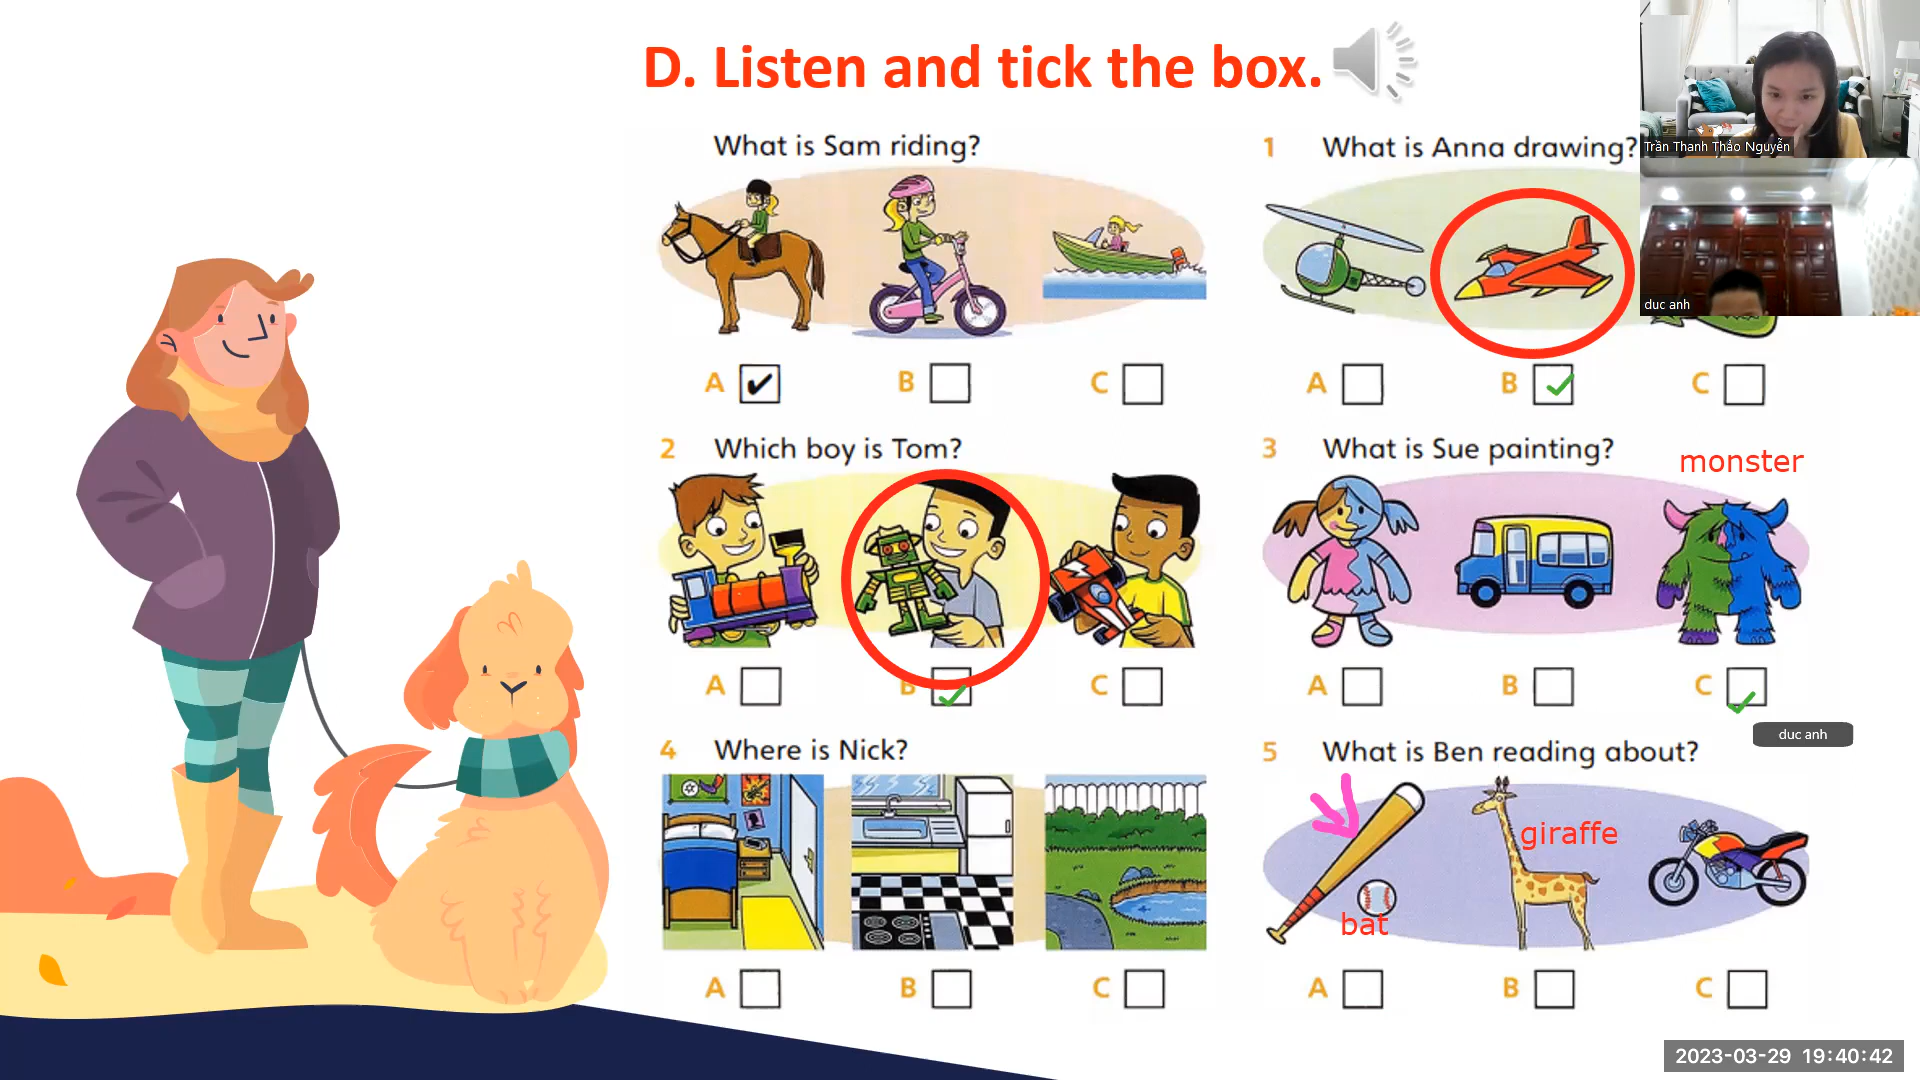 D. Listen and tick the box.
What is Sam riding?
A ✔ B C
1 What is Anna drawing?
A B ✓ C
2 Which boy is Tom?
A B ✓ C
3 What is Sue painting?
monster
A B C ✓
duc anh
4 Where is Nick?
A B C
5 What is Ben reading about?
giraffe
bat
A B C
Trần Thanh Thảo Nguyễn
duc anh
2023-03-29 19:40:42